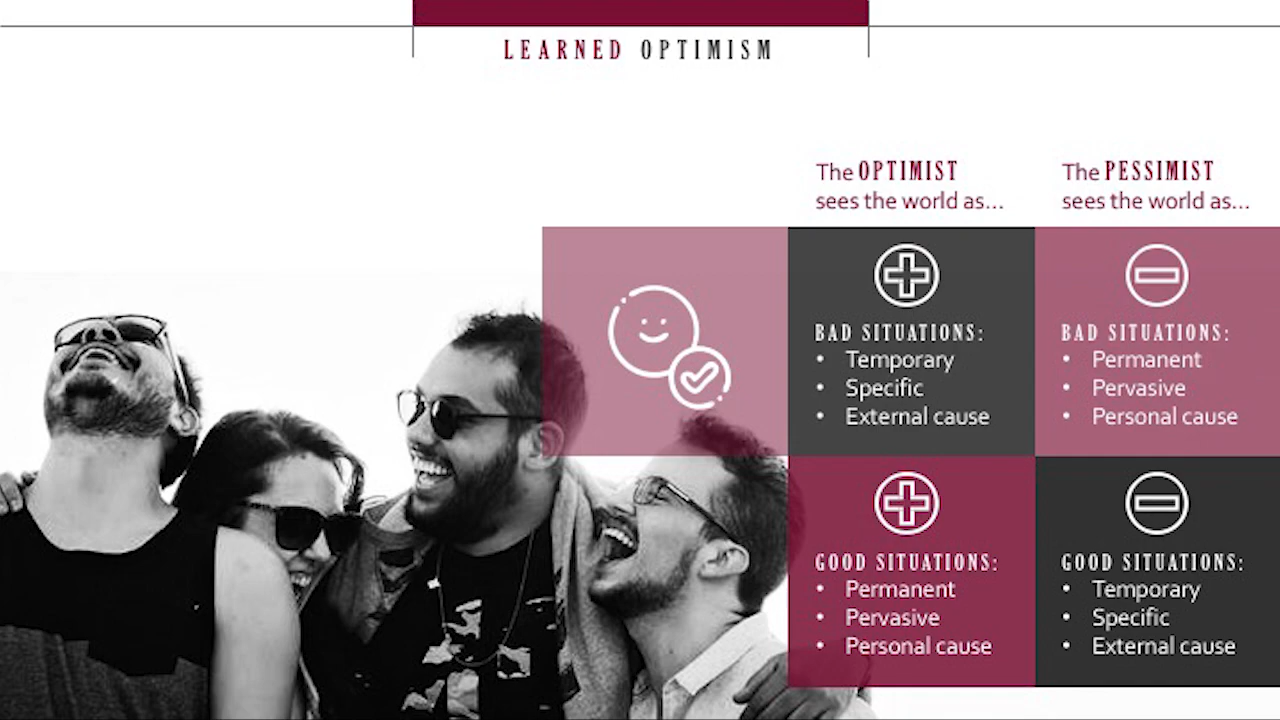 LEARNED OPTIMISM
The OPTIMIST
sees the world as...
The PESSIMIST
sees the world as...
BAD SITUATIONS:
• Temporary
• Specific
• External cause
BAD SITUATIONS:
• Permanent
• Pervasive
• Personal cause
GOOD SITUATIONS:
• Permanent
• Pervasive
• Personal cause
GOOD SITUATIONS:
• Temporary
• Specific
• External cause